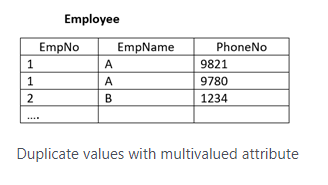 Employee
EmpNo EmpName PhoneNo
1 A 9821
1 A 9780
2 B 1234
....
Duplicate values with multivalued attribute